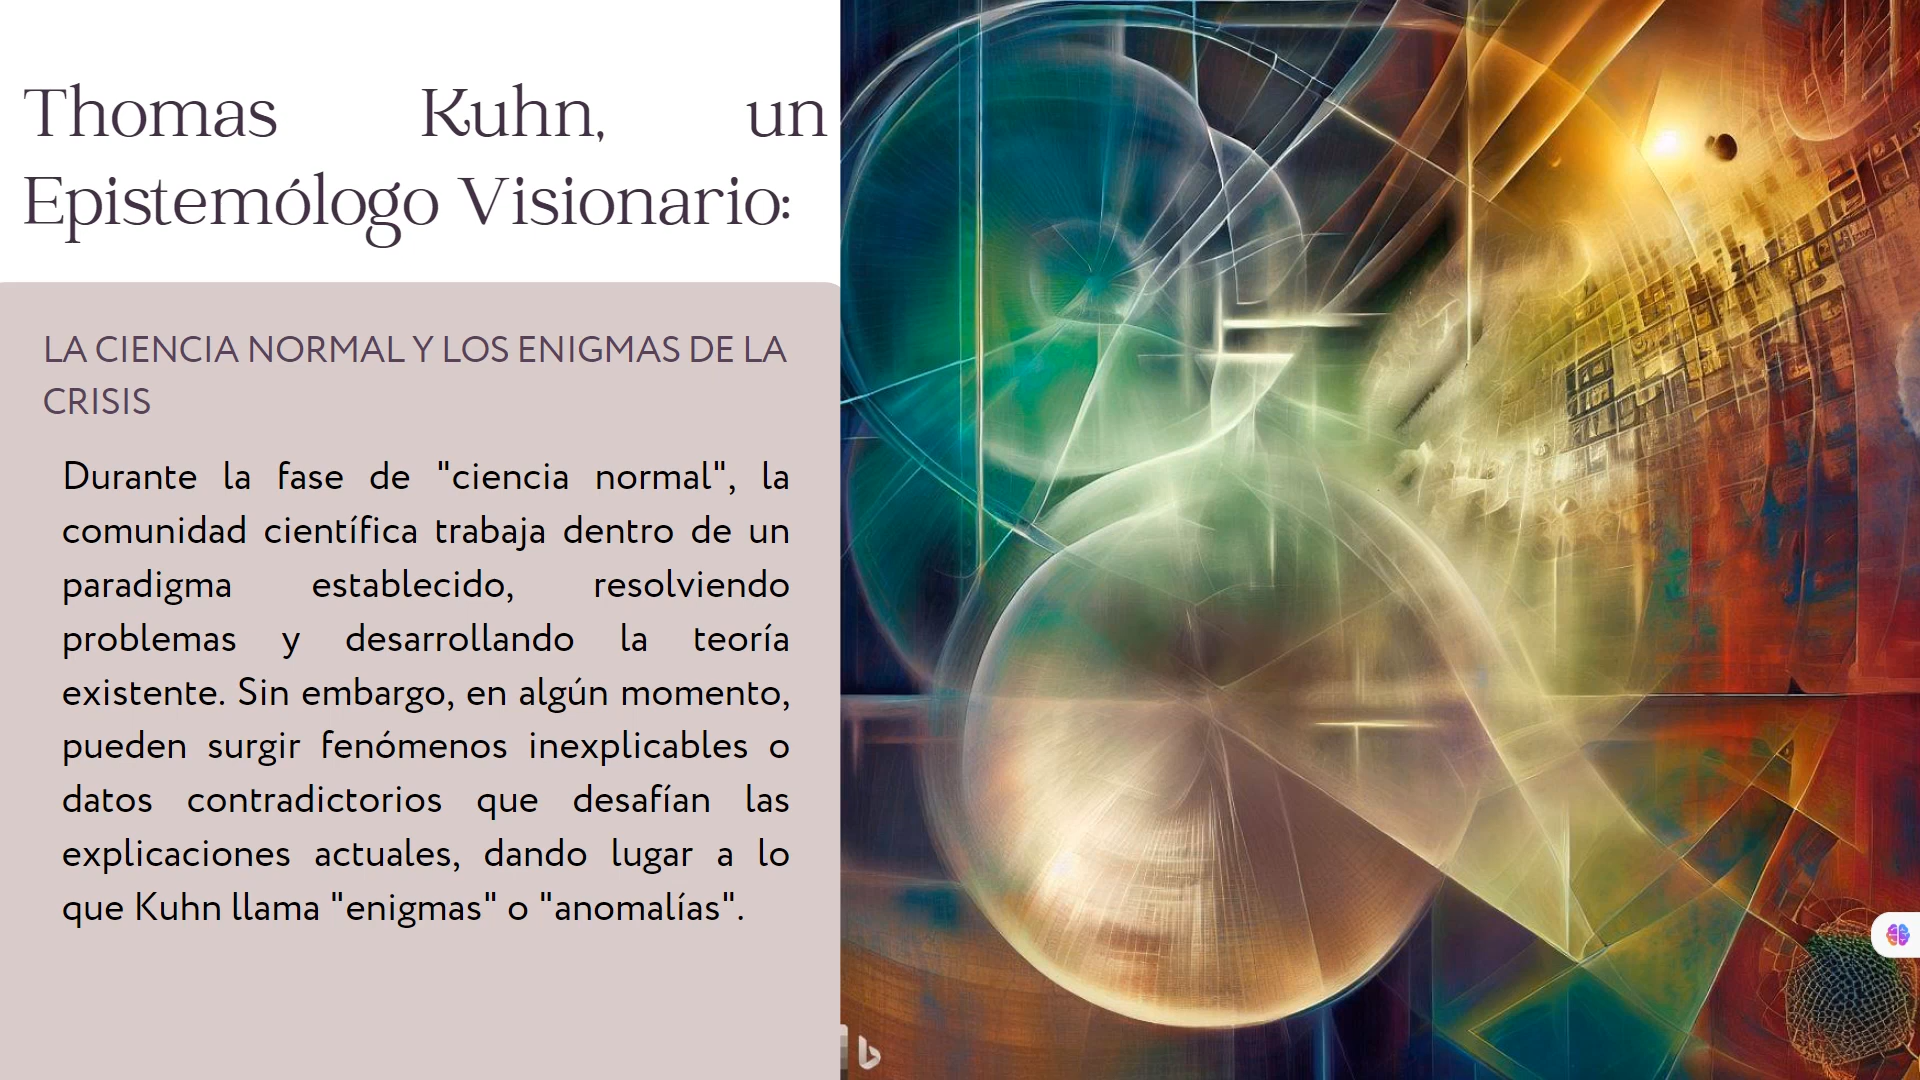 Thomas Kuhn, un
Epistemólogo Visionario:
LA CIENCIA NORMAL Y LOS ENIGMAS DE LA
CRISIS
Durante la fase de "ciencia normal", la
comunidad científica trabaja dentro de un
paradigma establecido, resolviendo
problemas y desarrollando la teoría
existente. Sin embargo, en algún momento,
pueden surgir fenómenos inexplicables o
datos contradictorios que desafían las
explicaciones actuales, dando lugar a lo
que Kuhn llama "enigmas" o "anomalías".